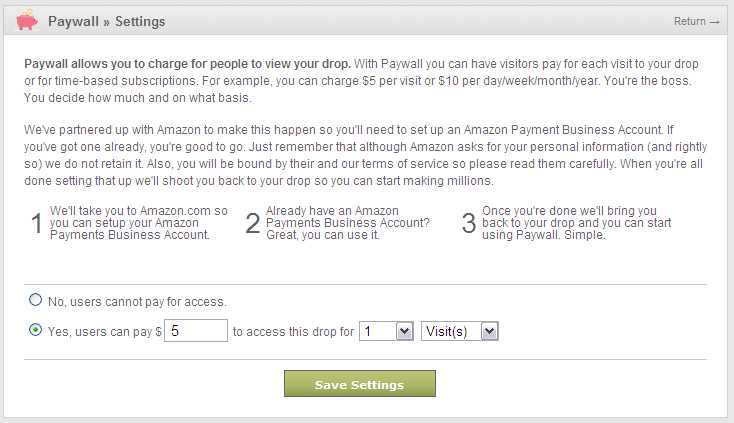 Paywall » Settings
Return →
Paywall allows you to charge for people to view your drop. With Paywall you can have visitors pay for each visit to your drop
or for time-based subscriptions. For example, you can charge $5 per visit or $10 per day/week/month/year. You're the boss.
You decide how much and on what basis.
We've partnered up with Amazon to make this happen so you'll need to set up an Amazon Payment Business Account. If
you've got one already, you're good to go. Just remember that although Amazon asks for your personal information (and rightly
so) we do not retain it. Also, you will be bound by their and our terms of service so please read them carefully. When you're all
done setting that up we'll shoot you back to your drop so you can start making millions.
1
We'll take you to Amazon.com so
you can setup your Amazon
Payments Business Account.
2
Already have an Amazon
Payments Business Account?
Great, you can use it.
3
Once you're done we'll bring you
back to your drop and you can start
using Paywall. Simple.
No, users cannot pay for access.
Yes, users can pay $ 5 to access this drop for 1 Visit(s)
Save Settings